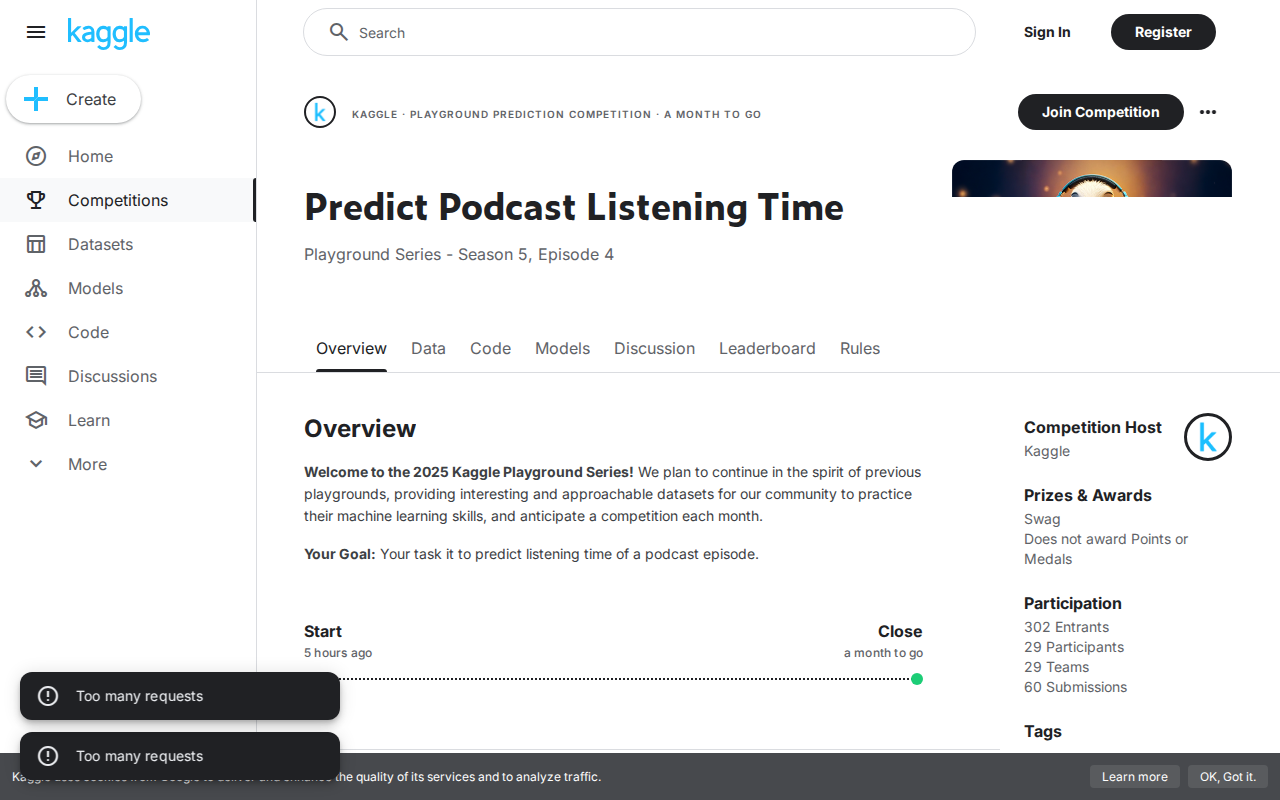 kaggle
Search
Sign In
Register
Create
Home
Competitions
Datasets
Models
Code
Discussions
Learn
More
KAGGLE · PLAYGROUND PREDICTION COMPETITION · A MONTH TO GO
Join Competition
Predict Podcast Listening Time
Playground Series - Season 5, Episode 4
Overview
Data
Code
Models
Discussion
Leaderboard
Rules
Overview
Welcome to the 2025 Kaggle Playground Series! We plan to continue in the spirit of previous
playgrounds, providing interesting and approachable datasets for our community to practice
their machine learning skills, and anticipate a competition each month.
Your Goal: Your task it to predict listening time of a podcast episode.
Start
5 hours ago
Close
a month to go
Competition Host
Kaggle
Prizes & Awards
Swag
Does not award Points or
Medals
Participation
302 Entrants
29 Participants
29 Teams
60 Submissions
Tags
Too many requests
Too many requests
the quality of its services and to analyze traffic.
Learn more
OK, Got it.